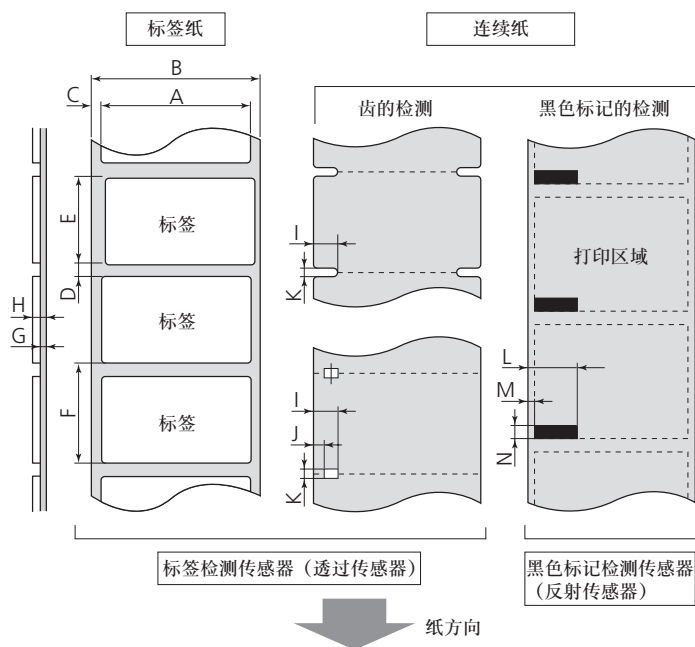 标签纸
连续纸
B
C
A
齿的检测
黑色标记的检测
E
标签
I
打印区域
K
D
H
标签
G
L
I
M
F
标签
J
N
K
标签检测传感器（透过传感器）
黑色标记检测传感器
（反射传感器）
纸方向